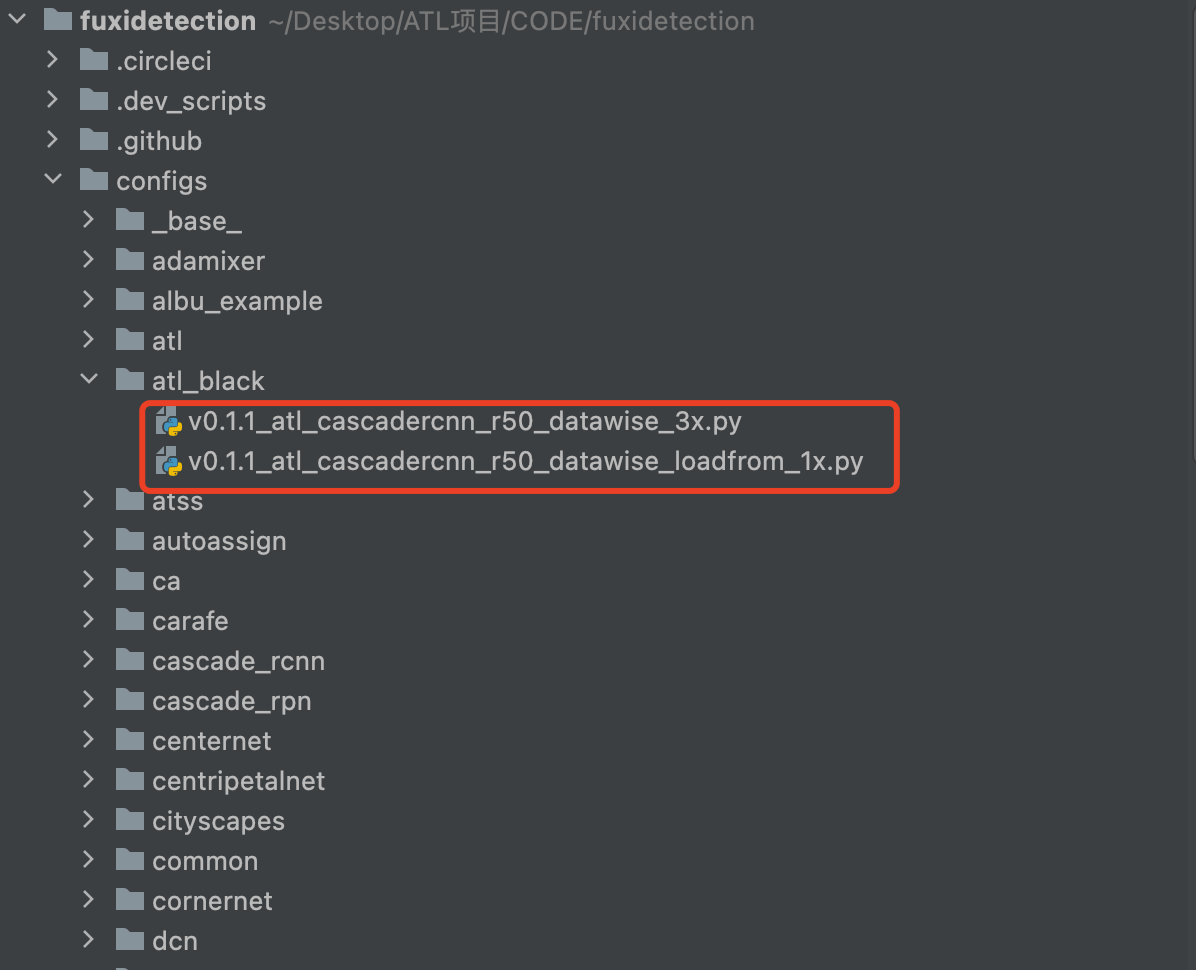 fuxidetection ~/Desktop/ATL项目/CODE/fuxidetection
.circleci
.dev_scripts
.github
configs
_base_
adamixer
albu_example
atl
atl_black
v0.1.1_atl_cascadercnn_r50_datawise_3x.py
v0.1.1_atl_cascadercnn_r50_datawise_loadfrom_1x.py
atss
autoassign
ca
carafe
cascade_rcnn
cascade_rpn
centernet
centripetalnet
cityscapes
common
cornernet
dcn